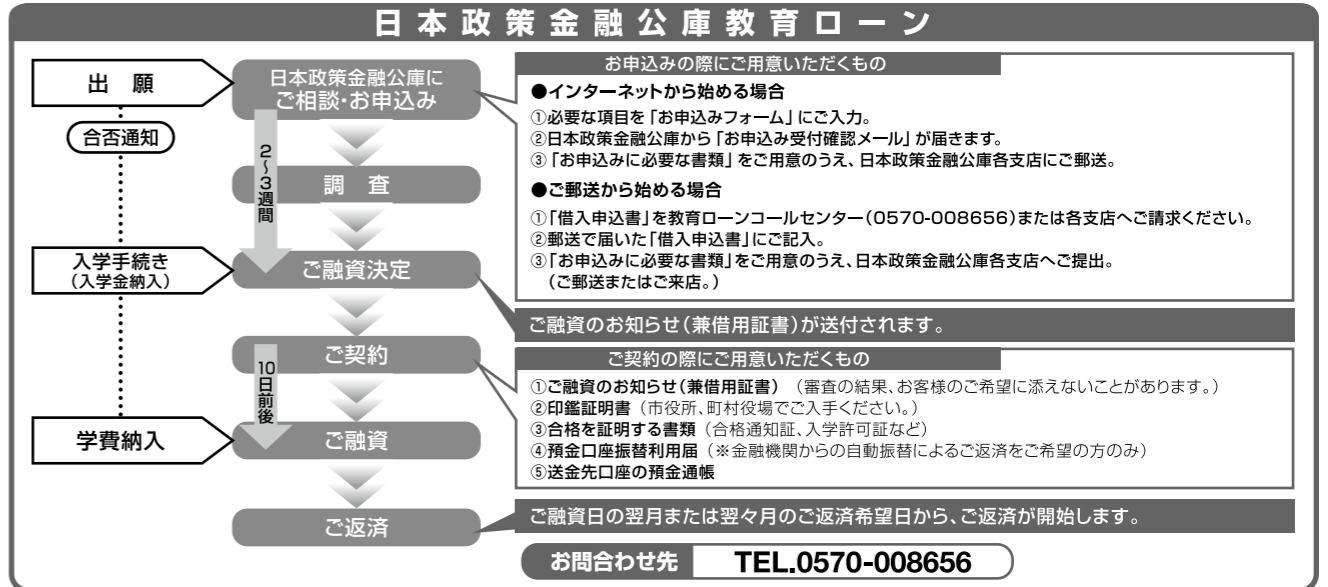 日本政策金融公庫教育ローン
出　願
合否通知
入学手続き
（入学金納入）
学費納入
日本政策金融公庫に
ご相談・お申込み
2〜3週間
調　査
ご融資決定
ご契約
10日前後
ご融資
ご返済
お申込みの際にご用意いただくもの
●インターネットから始める場合
①必要な項目を「お申込みフォーム」にご入力。
②日本政策金融公庫から「お申込み受付確認メール」が届きます。
③「お申込みに必要な書類」をご用意のうえ、日本政策金融公庫各支店にご郵送。
●ご郵送から始める場合
①「借入申込書」を教育ローンコールセンター（0570-008656）または各支店へご請求ください。
②郵送で届いた「借入申込書」にご記入。
③「お申込みに必要な書類」をご用意のうえ、日本政策金融公庫各支店へご提出。
（ご郵送またはご来店。）
ご融資のお知らせ（兼借用証書）が送付されます。
ご契約の際にご用意いただくもの
①ご融資のお知らせ（兼借用証書）（審査の結果、お客様のご希望に添えないことがあります。）
②印鑑証明書（市役所、町村役場でご入手ください。）
③合格を証明する書類（合格通知証、入学許可証など）
④預金口座振替利用届（※金融機関からの自動振替によるご返済をご希望の方のみ）
⑤送金先口座の預金通帳
ご融資日の翌月または翌々月のご返済希望日から、ご返済が開始します。
お問合わせ先　TEL.0570-008656